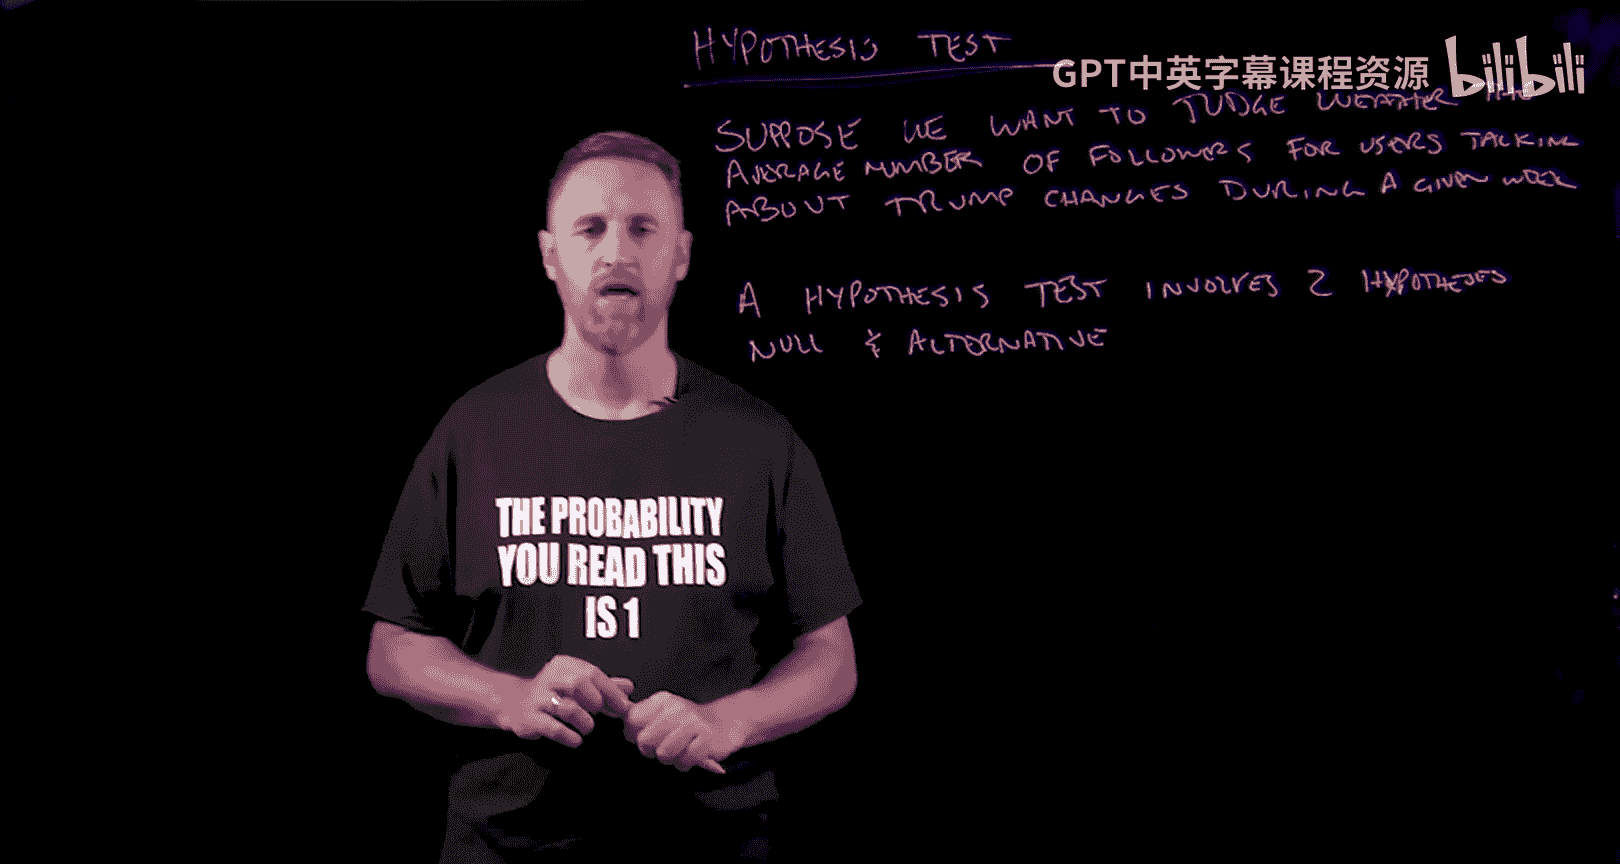 HYPOTHESIS TEST
GPT中英字幕课程资源 bilibili
SUPPOSE WE WANT TO JUDGE WEATHER THE
AVERAGE NUMBER OF FOLLOWERS FOR USERS TALKING
ABOUT TRUMP CHANGES DURING A GIVEN WEEK
A HYPOTHESIS TEST INVOLVES 2 HYPOTHESES
NULL & ALTERNATIVE
THE PROBABILITY
YOU READ THIS
IS 1